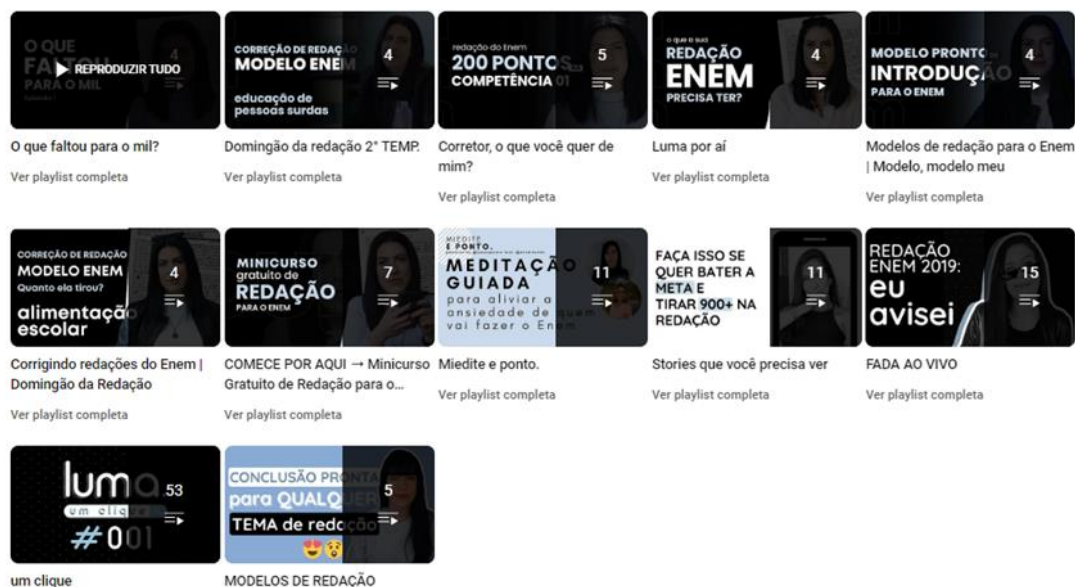 O QUE
FALTOU
PARA O MIL
4
REPRODUZIR TUDO
O que faltou para o mil?
Ver playlist completa
CORREÇÃO DE REDAÇÃ
MODELO ENEM
educação de
pessoas surdas
4
Domingão da redação 2° TEMP.
Ver playlist completa
redação do Enem
200 PONTOS
COMPETÊNCIA 01
5
Corretor, o que você quer de
mim?
Ver playlist completa
o que a sua
REDAÇÃO
ENEM
PRECISA TER?
4
Luma por aí
Ver playlist completa
MODELO PRONTO
INTRODUÇÃO
PARA O ENEM
4
Modelos de redação para o Enem
| Modelo, modelo meu
Ver playlist completa
CORREÇÃO DE REDAÇÃO
MODELO ENEM
Quanto ela tirou?
alimentação
escolar
4
Corrigindo redações do Enem |
Domingão da Redação
Ver playlist completa
MINICURSO
gratuito de
REDAÇÃO
PARA O ENEM
7
COMECE POR AQUI → Minicurso
Gratuito de Redação para o...
Ver playlist completa
MIEDITE
E PONTO.
MEDITAÇÃO
GUIADA
para aliviar a
ansiedade de quem
vai fazer o Enem
11
Miedite e ponto.
Ver playlist completa
FAÇA ISSO SE
QUER BATER A
META E
TIRAR 900+ NA
REDAÇÃO
11
Stories que você precisa ver
Ver playlist completa
REDAÇÃO
ENEM 2019:
eu
avisei
15
FADA AO VIVO
Ver playlist completa
luma
um clique
#001
53
um clique
CONCLUSÃO PRONTA
para QUALQUER
TEMA de redação
5
MODELOS DE REDAÇÃO